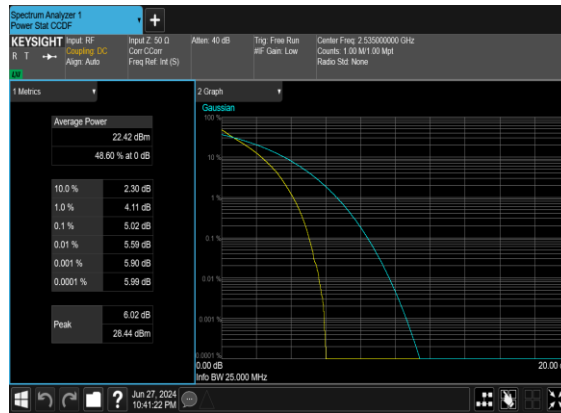 Spectrum Analyzer 1
Power Stat CCDF
+
KEYSIGHT
R T
LV
Input: RF
Coupling: DC
Align: Auto
Input Z: 50 Ω
Corr CCorr
Freq Ref: Int (S)
Atten: 40 dB
Trig: Free Run
#IF Gain: Low
Center Freq: 2.535000000 GHz
Counts: 1.00 M/1.00 Mpt
Radio Std: None
1 Metrics
Average Power
22.42 dBm
48.60 % at 0 dB
10.0 % 2.30 dB
1.0 % 4.11 dB
0.1 % 5.02 dB
0.01 % 5.59 dB
0.001 % 5.90 dB
0.0001 % 5.99 dB
Peak
6.02 dB
28.44 dBm
2 Graph
Gaussian
100 %
10 %
1 %
0.1 %
0.01 %
0.001 %
0.0001 %
0.00 dB
20.00
Info BW 25.000 MHz
?
Jun 27, 2024
10:41:22 PM